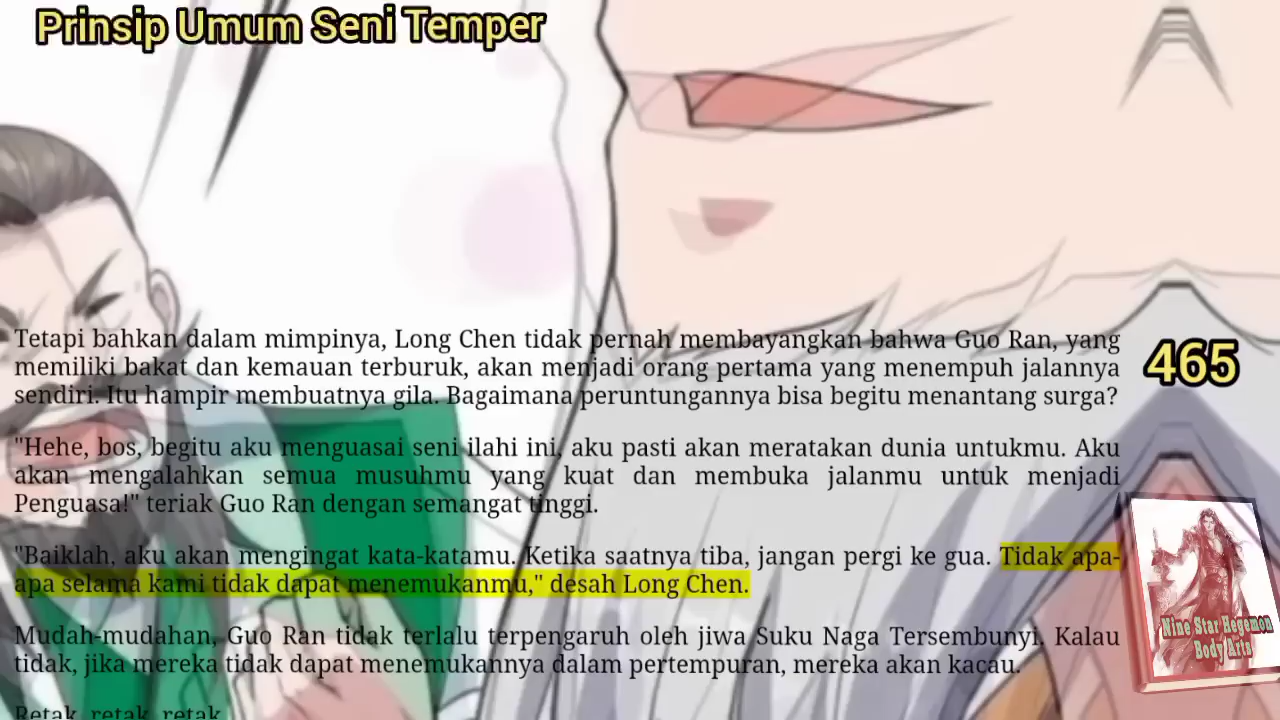 Prinsip Umum Seni Temper
Tetapi bahkan dalam mimpinya, Long Chen tidak pernah membayangkan bahwa Guo Ran, yang
memiliki bakat dan kemauan terburuk, akan menjadi orang pertama yang menempuh jalannya
sendiri. Itu hampir membuatnya gila. Bagaimana peruntungannya bisa begitu menantang surga?
465
"Hehe, bos, begitu aku menguasai seni ilahi ini, aku pasti akan meratakan dunia untukmu. Aku
akan mengalahkan semua musuhmu yang kuat dan membuka jalanmu untuk menjadi
Penguasa!" teriak Guo Ran dengan semangat tinggi.
"Baiklah, aku akan mengingat kata-katamu. Ketika saatnya tiba, jangan pergi ke gua. Tidak apa-
apa selama kami tidak dapat menemukanmu," desah Long Chen.
Mudah-mudahan, Guo Ran tidak terlalu terpengaruh oleh jiwa Suku Naga Tersembunyi. Kalau
tidak, jika mereka tidak dapat menemukannya dalam pertempuran, mereka akan kacau.
Retak, retak, retak
Nine Star Hegemon
Body Arts